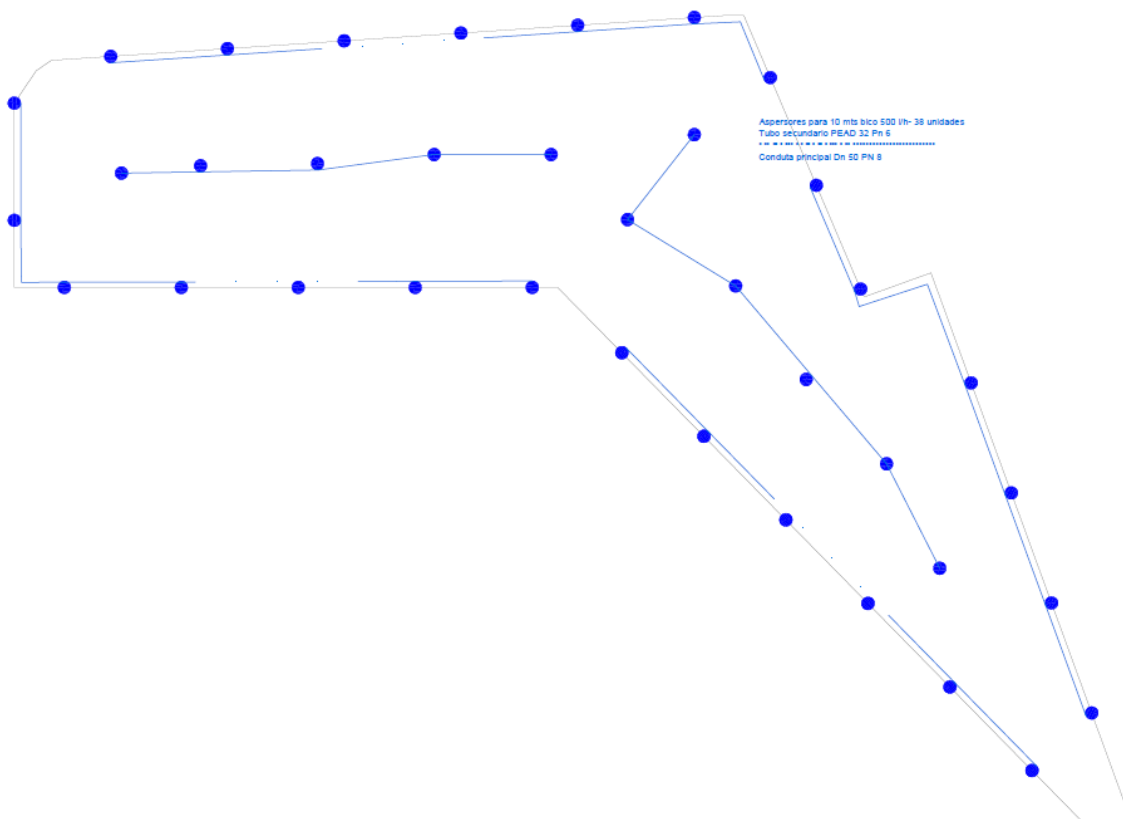 Aspersores para 10 mts bico 500 l/h- 38 unidades
Tubo secundario PEAD 32 Pn 6
Conduta principal Dn 50 PN 8